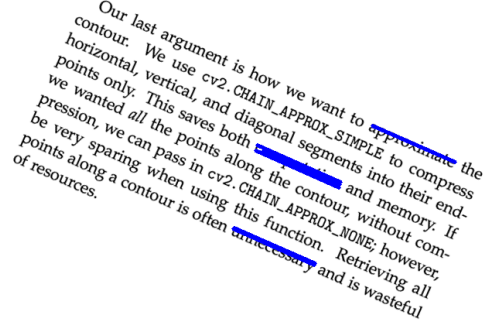 Our last argument is how we want to approximate the
contour. We use cv2.CHAIN_APPROX_SIMPLE to compress
horizontal, vertical, and diagonal segments into their end-
points only. This saves both and memory. If
we wanted all the points along the contour, without com-
pression, we can pass in cv2.CHAIN_APPROX_NONE; however,
be very sparing when using this function. Retrieving all
points along a contour is often unnecessary and is wasteful
of resources.